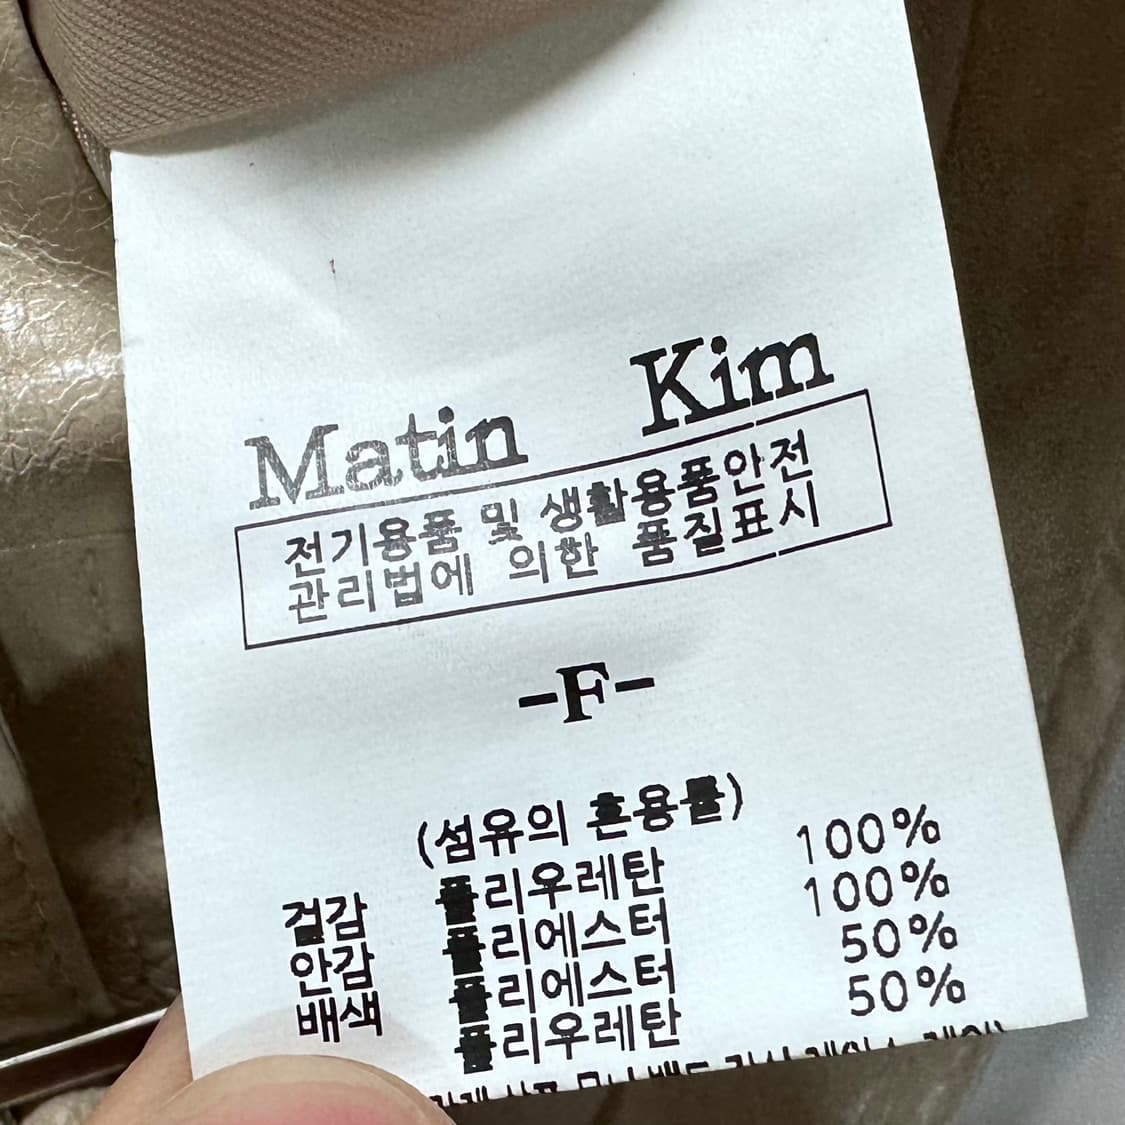 Matin Kim
전기용품 및 생활용품안전
관리법에 의한 품질표시
-F-
(섬유의 혼용률)
겉감 폴리우레탄 100%
안감 폴리에스터 100%
배색 폴리에스터 50%
폴리우레탄 50%